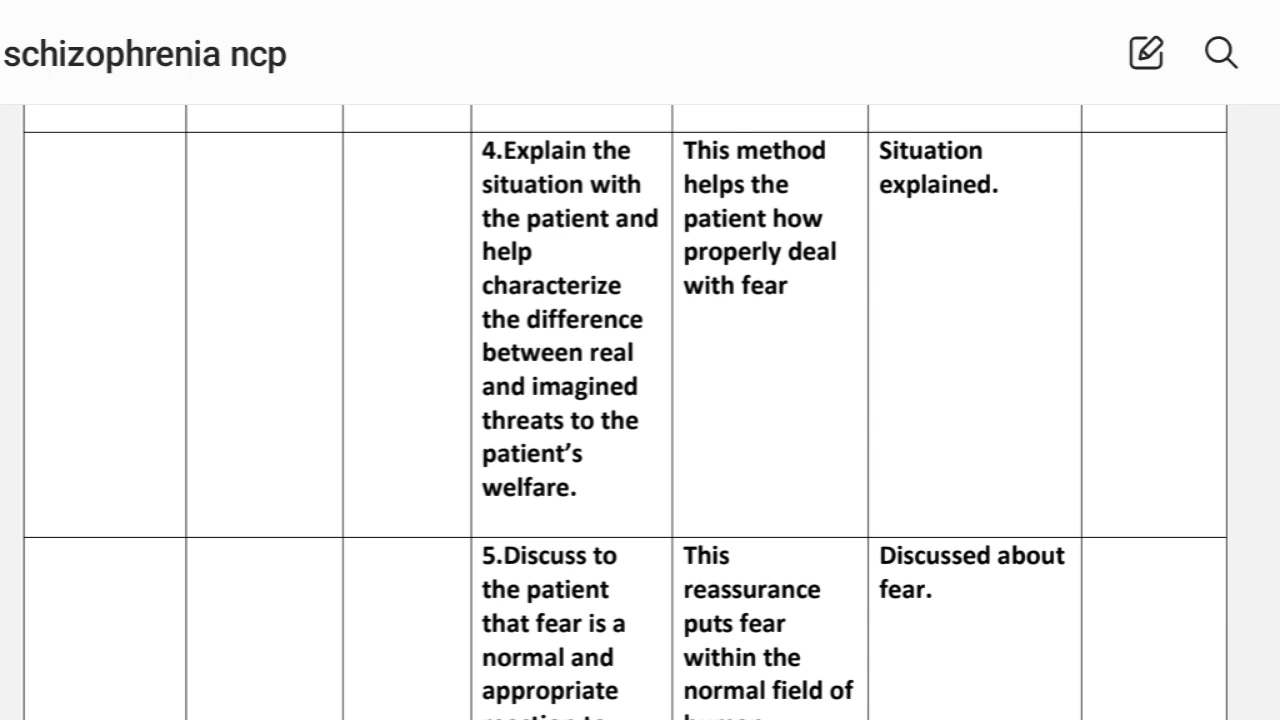 schizophrenia ncp
4.Explain the
situation with
the patient and
help
characterize
the difference
between real
and imagined
threats to the
patient’s
welfare.
This method
helps the
patient how
properly deal
with fear
Situation
explained.
5.Discuss to
the patient
that fear is a
normal and
appropriate
This
reassurance
puts fear
within the
normal field of
Discussed about
fear.